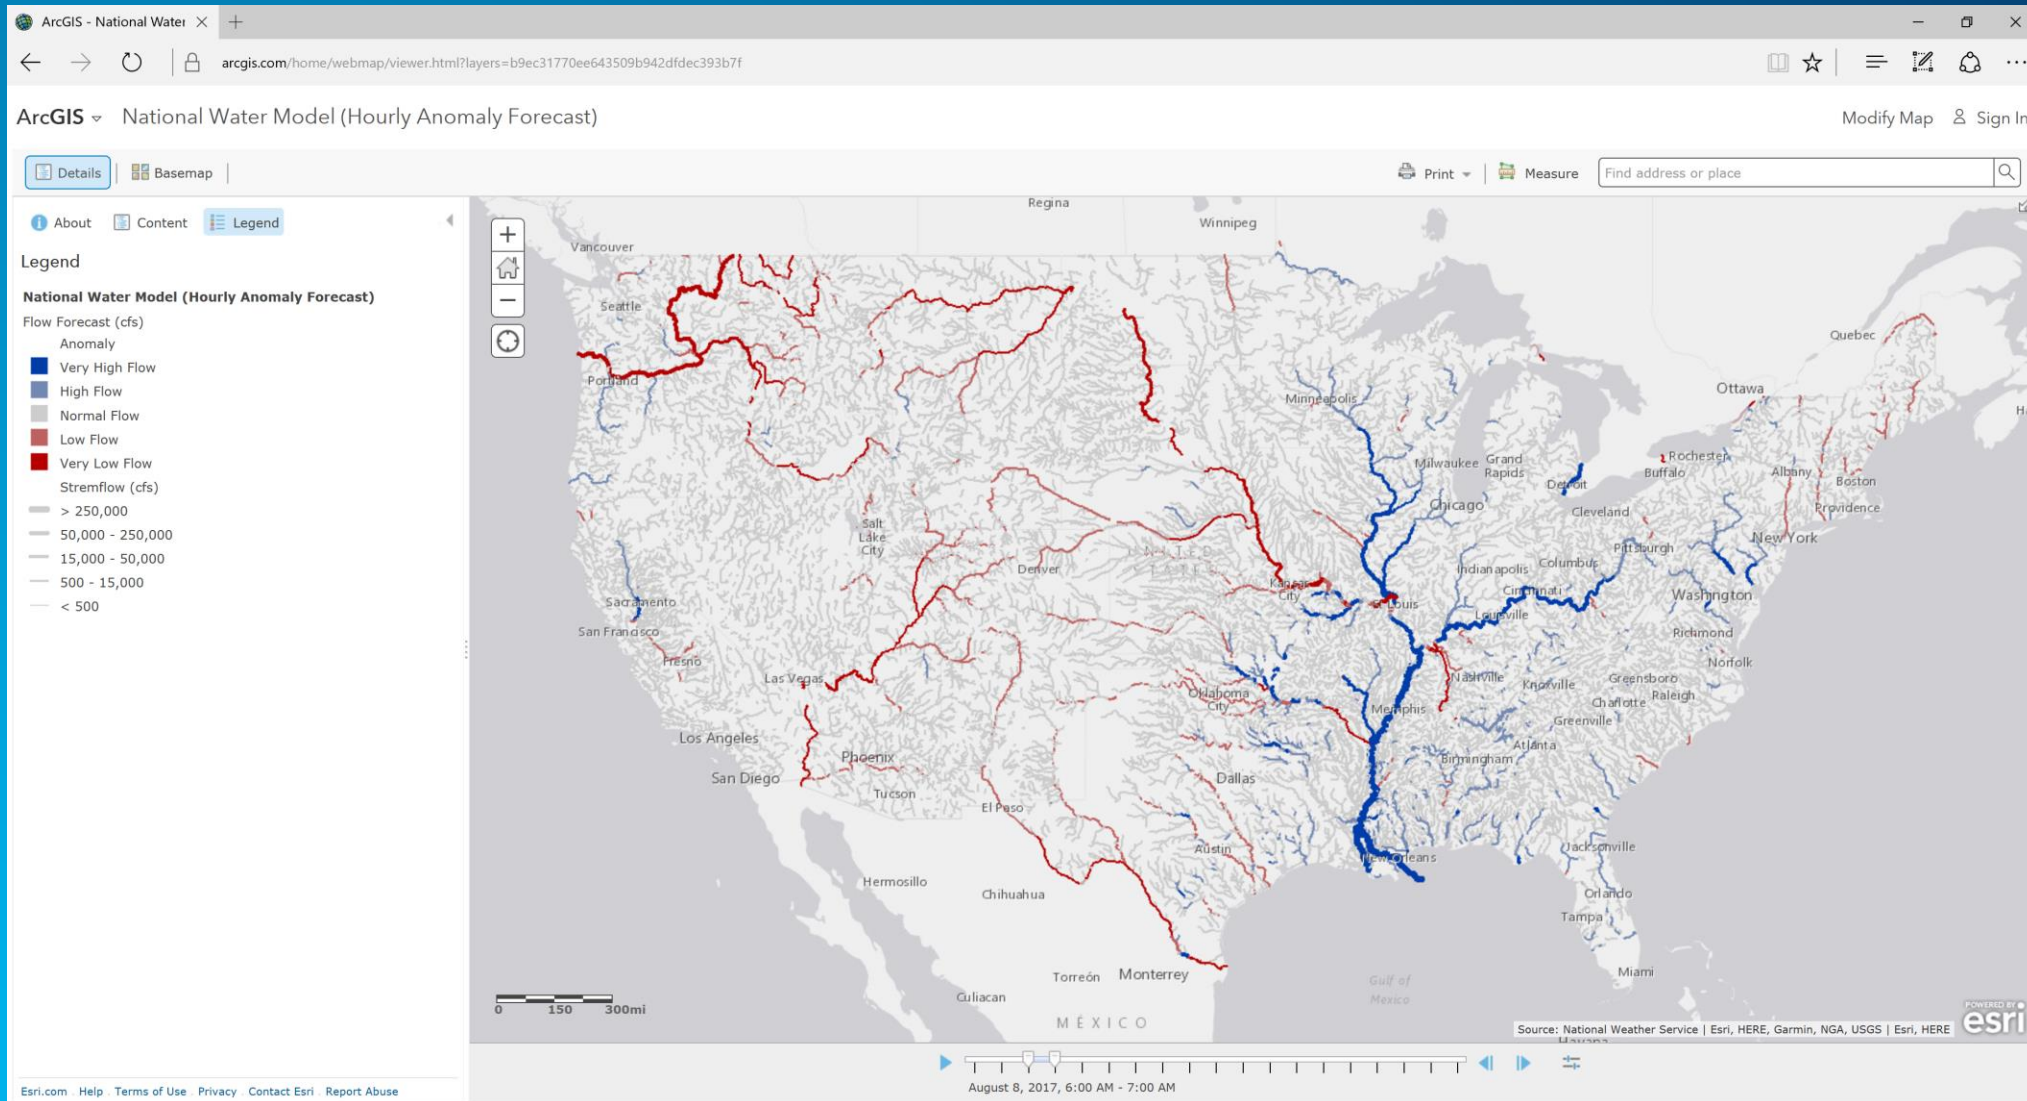 ArcGIS - National Water
arcgis.com/home/webmap/viewer.html?layers=b9ec31770ee643509b942dfdec393b7f
ArcGIS National Water Model (Hourly Anomaly Forecast)
Modify Map Sign In
Details Basemap
Print Measure Find address or place
About Content Legend
Legend
National Water Model (Hourly Anomaly Forecast)
Flow Forecast (cfs)
Anomaly
Very High Flow
High Flow
Normal Flow
Low Flow
Very Low Flow
Stremflow (cfs)
> 250,000
50,000 - 250,000
15,000 - 50,000
500 - 15,000
< 500
Regina
Winnipeg
Vancouver
Seattle
Portland
Quebec
Ottawa
Minneapolis
Milwaukee
Grand
Rapids
Rochester
Buffalo
Albany
Boston
Detroit
Chicago
Cleveland
Providence
New York
Salt
Lake
City
Denver
UNITED
STATES
Pittsburgh
Columbus
Indianapolis
Cincinnati
Kansas
City
St Louis
Louisville
Washington
Sacramento
San Francisco
Richmond
Norfolk
Fresno
Las Vegas
Nashville
Knoxville
Greensboro
Raleigh
Charlotte
Greenville
Oklahoma
City
Memphis
Los Angeles
Phoenix
Atlanta
Birmingham
San Diego
Tucson
Dallas
El Paso
Austin
New Orleans
Jacksonville
Hermosillo
Chihuahua
Orlando
Tampa
Torreón
Monterrey
Miami
Gulf of
Mexico
Culiacan
MÉXICO
Havana
0 150 300mi
POWERED BY
esri
Source: National Weather Service | Esri, HERE, Garmin, NGA, USGS | Esri, HERE
August 8, 2017, 6:00 AM - 7:00 AM
Esri.com . Help . Terms of Use . Privacy . Contact Esri . Report Abuse